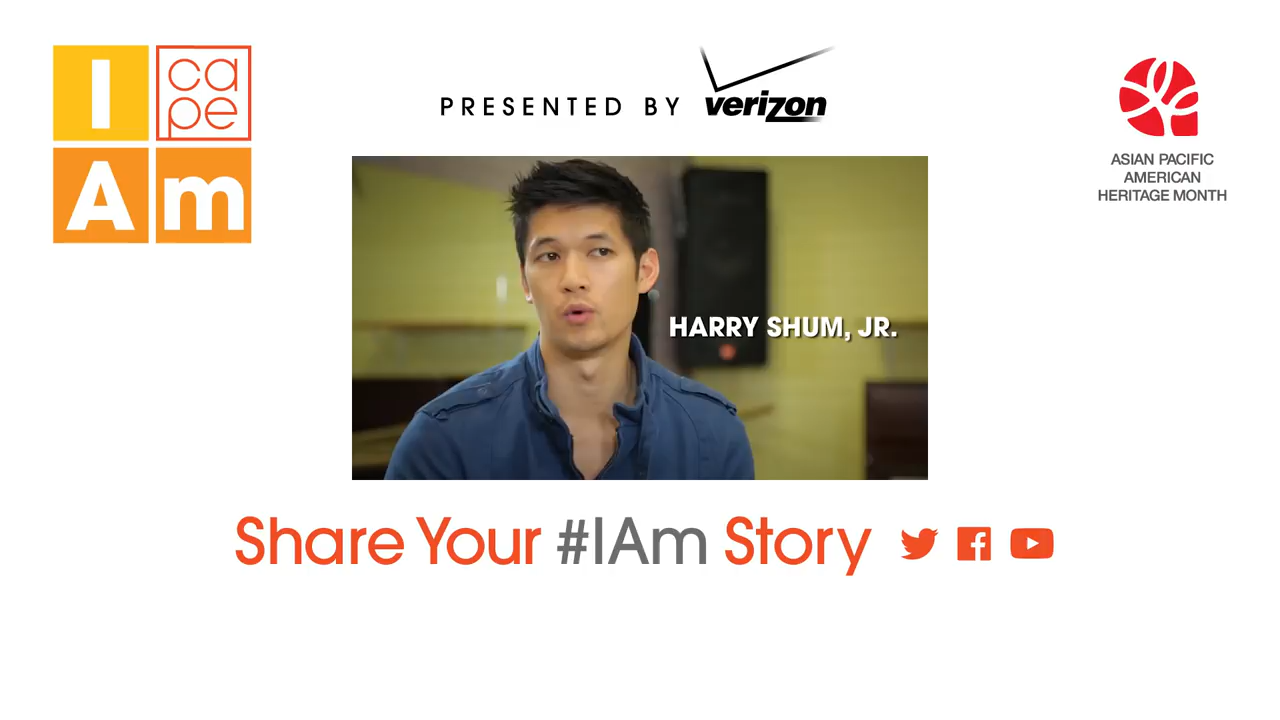 I
ca
pe
Am
PRESENTED BY verizon
ASIAN PACIFIC
AMERICAN
HERITAGE MONTH
HARRY SHUM, JR.
Share Your #IAm Story